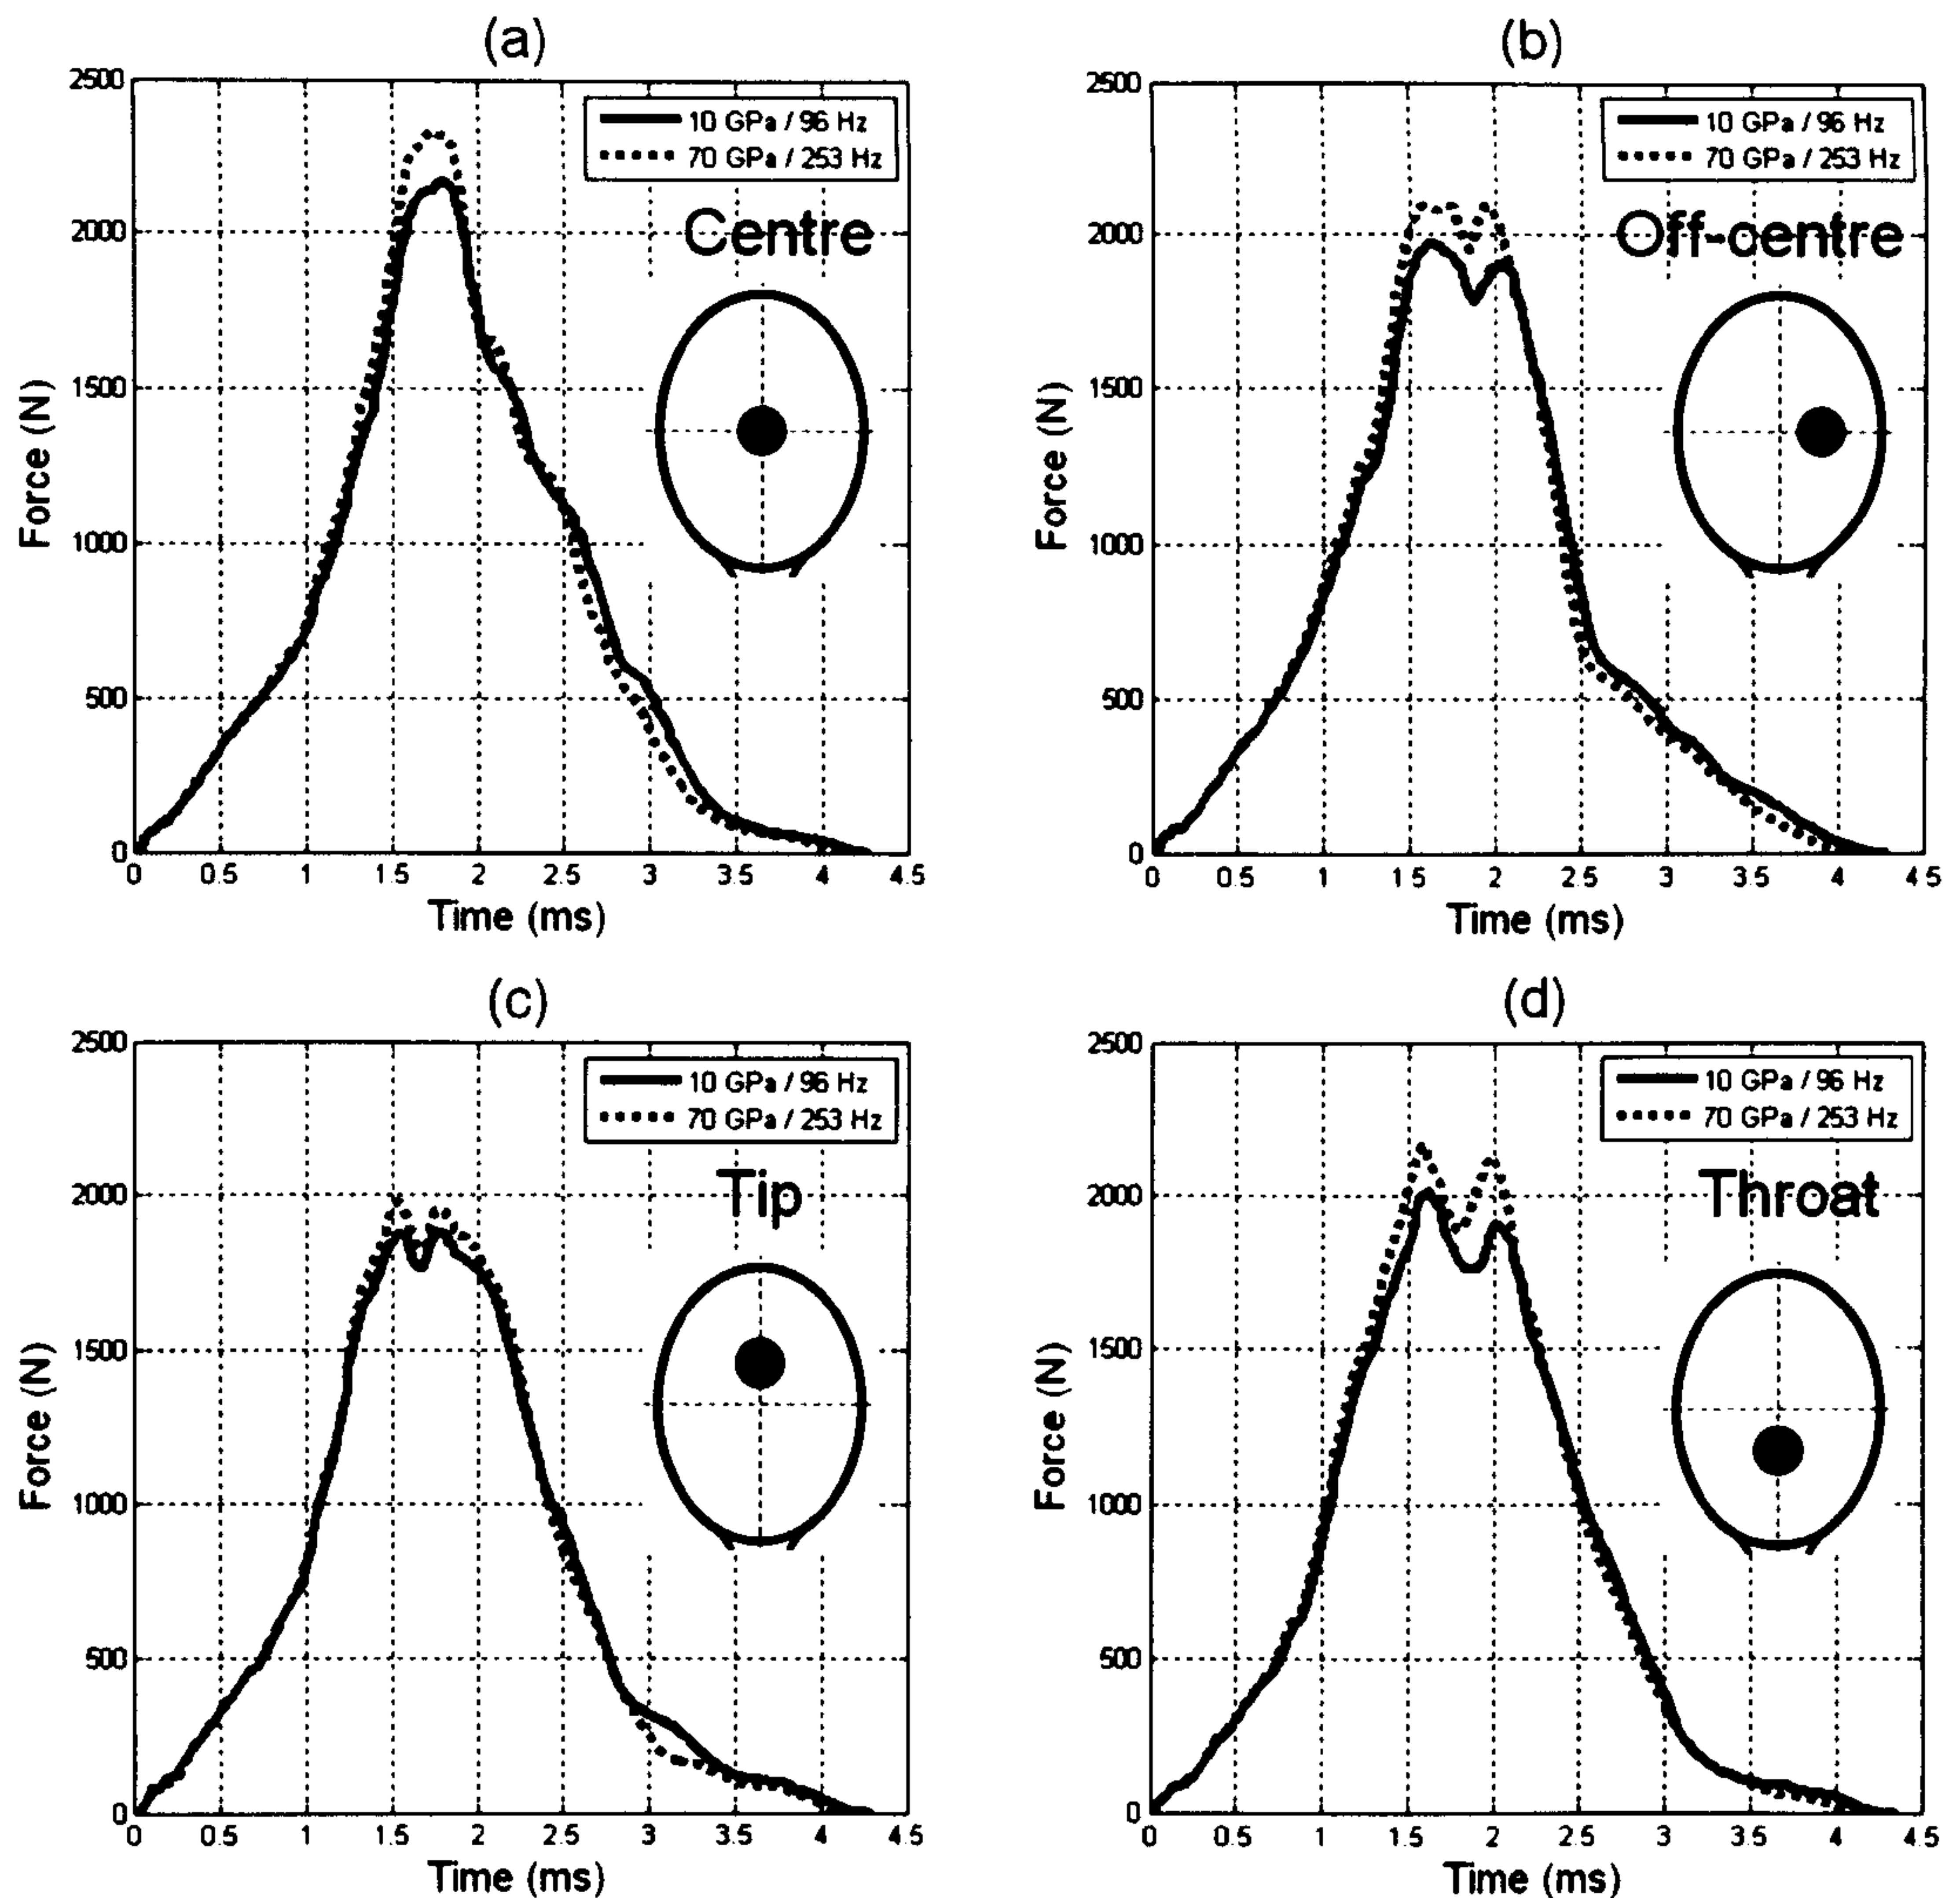 (a)
2500
2000
1500
1000
500
0
0 0.5 1 1.5 2 2.5 3 3.5 4 4.5
Force (N)
Time (ms)
10 GPa / 96 Hz
70 GPa / 253 Hz
Centre
(b)
2500
2000
1500
1000
500
0
0 0.5 1 1.5 2 2.5 3 3.5 4 4 5
Force (N)
Time (ms)
10 GPa / 96 Hz
70 GPa / 253 Hz
Off-centre
(c)
2500
2000
1500
1000
500
0
0 0.5 1 1.5 2 2.5 3 3.5 4 4.5
Force (N)
Time (ms)
10 GPa / 96 Hz
70 GPa / 253 Hz
Tip
(d)
2500
2000
1500
1000
500
0
0 0.5 1 1.5 2 2.5 3 3.5 4 4.5
Force (N)
Time (ms)
10 GPa / 96 Hz
70 GPa / 253 Hz
Throat